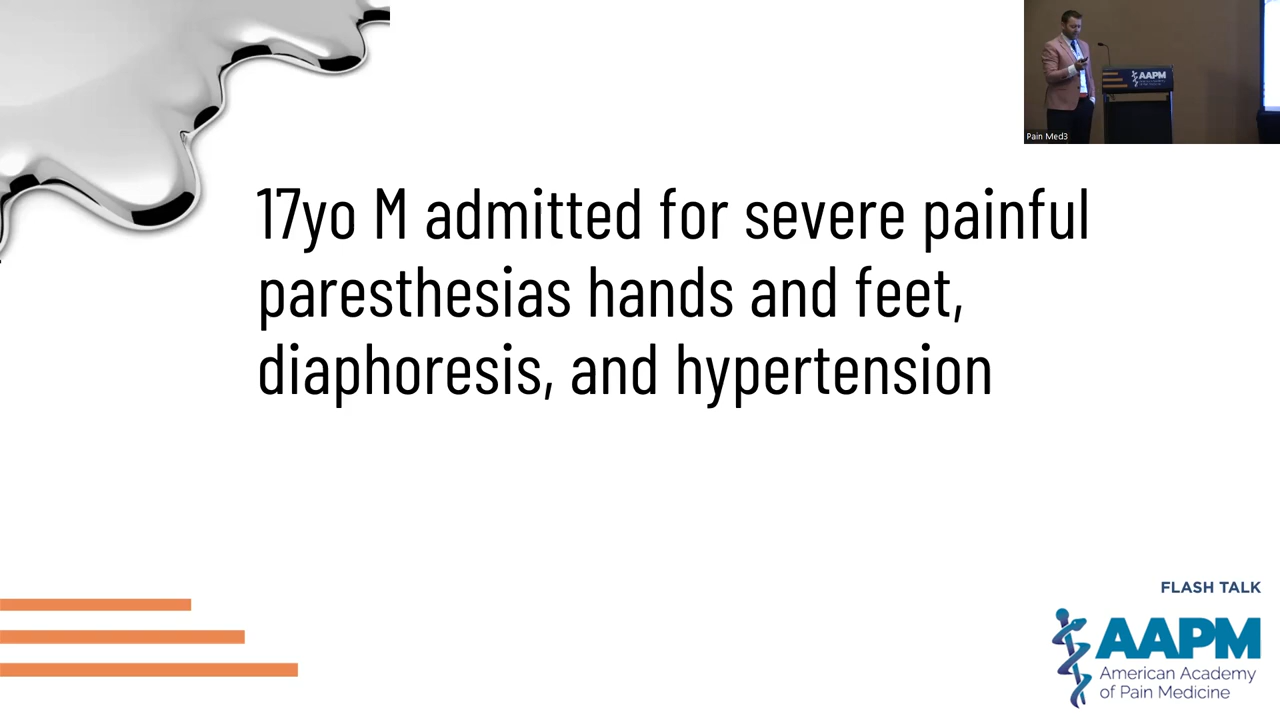 17yo M admitted for severe painful
paresthesias hands and feet,
diaphoresis, and hypertension
AAPM
Pain Med3
FLASH TALK
AAPM
American Academy
of Pain Medicine